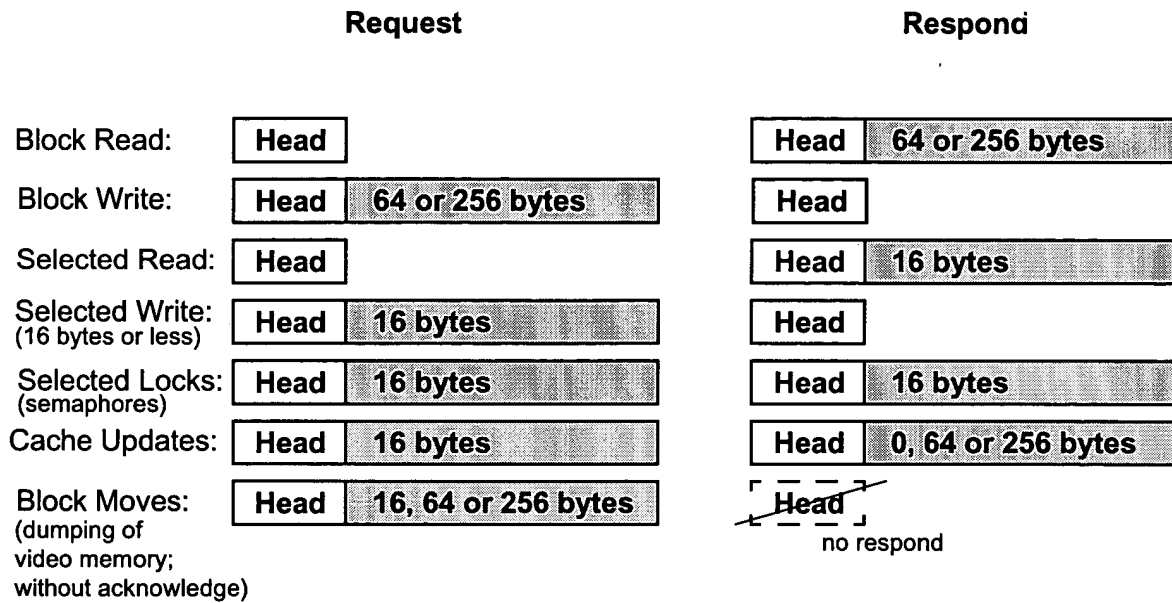 Request Respond
Block Read: Head Head 64 or 256 bytes
Block Write: Head 64 or 256 bytes Head
Selected Read: Head Head 16 bytes
Selected Write: Head 16 bytes Head
(16 bytes or less)
Selected Locks: Head 16 bytes Head 16 bytes
(semaphores)
Cache Updates: Head 16 bytes Head 0, 64 or 256 bytes
Block Moves: Head 16, 64 or 256 bytes Head
(dumping of
video memory; no respond
without acknowledge)